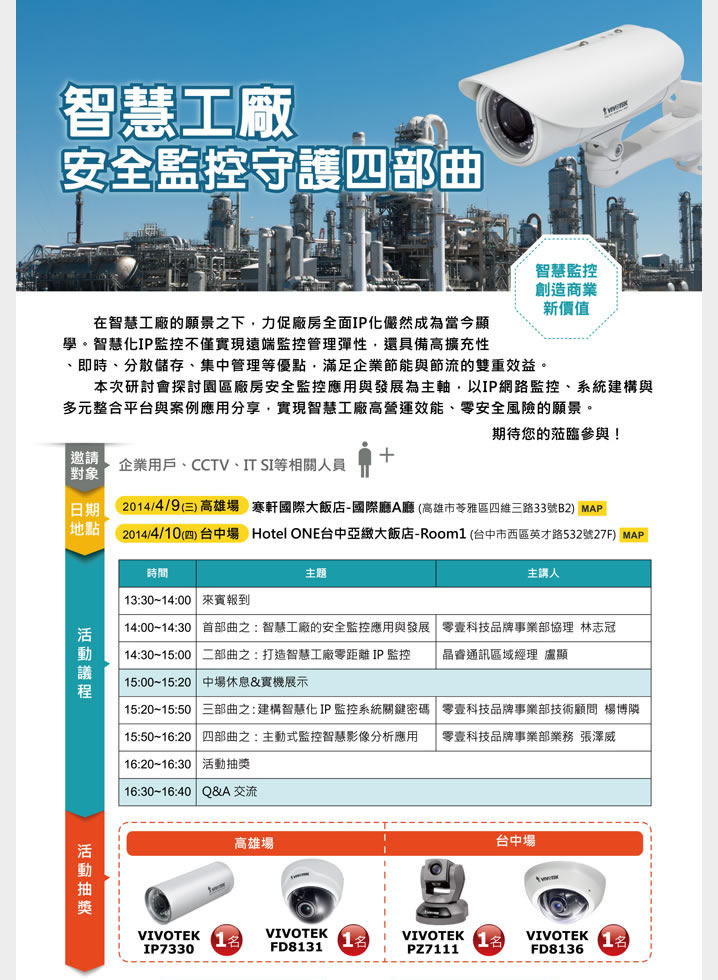 智慧工廠
安全監控守護四部曲
VIVOTEK
智慧監控
創造商業
新價值
在智慧工廠的願景之下，力促廠房全面IP化儼然成為當今顯
學。智慧化IP監控不僅實現遠端監控管理彈性，還具備高擴充性
、即時、分散儲存、集中管理等優點，滿足企業節能與節流的雙重效益。
本次研討會探討園區廠房安全監控應用與發展為主軸，以IP網路監控、系統建構與
多元整合平台與案例應用分享，實現智慧工廠高營運效能、零安全風險的願景。
期待您的蒞臨參與！
邀請
對象
企業用戶、CCTV、IT SI等相關人員
日期
地點
2014/4/9(三) 高雄場 寒軒國際大飯店-國際廳A廳 (高雄市苓雅區四維三路33號B2) MAP
2014/4/10(四) 台中場 Hotel ONE台中亞緻大飯店-Room1 (台中市西區英才路532號27F) MAP
活動議程
時間 主題 主講人
13:30~14:00 來賓報到
14:00~14:30 首部曲之：智慧工廠的安全監控應用與發展 零壹科技品牌事業部協理 林志冠
14:30~15:00 二部曲之：打造智慧工廠零距離 IP 監控 晶睿通訊區域經理 盧顯
15:00~15:20 中場休息&實機展示
15:20~15:50 三部曲之:建構智慧化 IP 監控系統關鍵密碼 零壹科技品牌事業部技術顧問 楊博隣
15:50~16:20 四部曲之：主動式監控智慧影像分析應用 零壹科技品牌事業部業務 張澤威
16:20~16:30 活動抽獎
16:30~16:40 Q&A 交流
活動抽獎
高雄場 台中場
VIVOTEK IP7330 1名
VIVOTEK FD8131 1名
VIVOTEK PZ7111 1名
VIVOTEK FD8136 1名